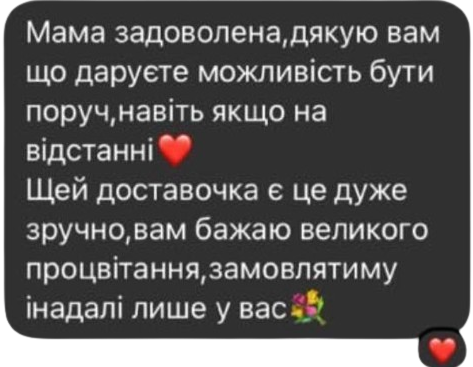 Мама задоволена,дякую вам
що даруєте можливість бути
поруч,навіть якщо на
відстанні❤️
Щей доставочка є це дуже
зручно,вам бажаю великого
процвітання,замовлятиму
інадалі лише у вас💐
❤️